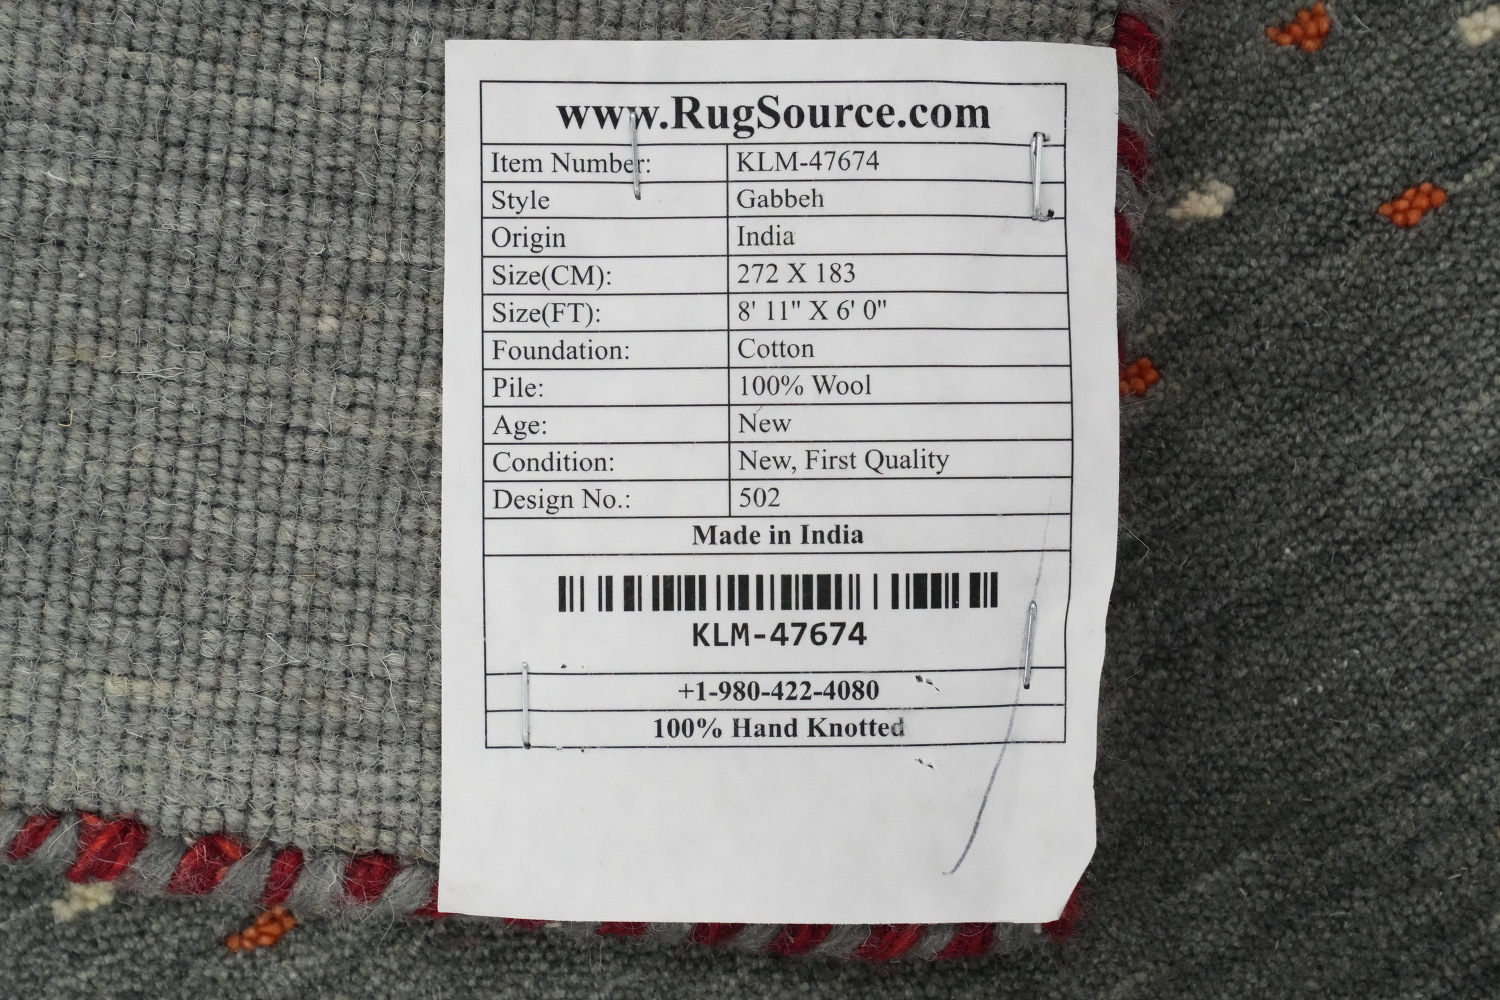 www.RugSource.com
Item Number: KLM-47674
Style Gabbeh
Origin India
Size(CM): 272 X 183
Size(FT): 8' 11" X 6' 0"
Foundation: Cotton
Pile: 100% Wool
Age: New
Condition: New, First Quality
Design No.: 502
Made in India
KLM-47674
+1-980-422-4080
100% Hand Knotted